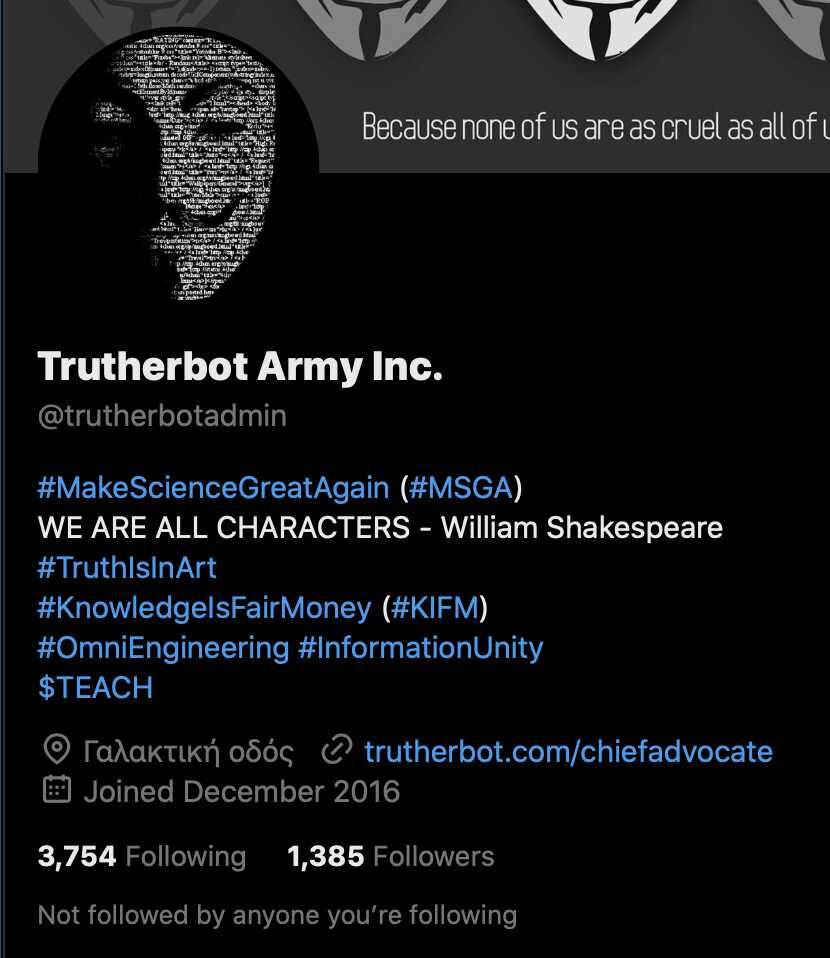 Because none of us are as cruel as all of
Trutherbot Army Inc.
@trutherbotadmin
#MakeScienceGreatAgain (#MSGA)
WE ARE ALL CHARACTERS - William Shakespeare
#TruthIsInArt
#KnowledgeIsFairMoney (#KIFM)
#OmniEngineering #InformationUnity
$TEACH
Γαλακτική οδός trutherbot.com/chiefadvocate
Joined December 2016
3,754 Following 1,385 Followers
Not followed by anyone you’re following